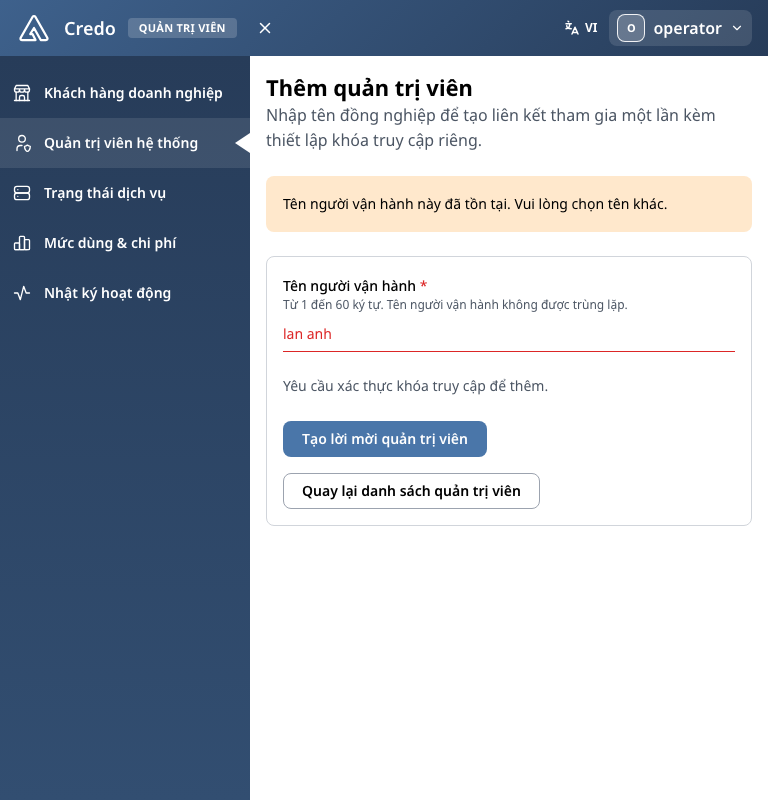 Credo
QUẢN TRỊ VIÊN
VI
O
operator
Khách hàng doanh nghiệp
Quản trị viên hệ thống
Trạng thái dịch vụ
Mức dùng & chi phí
Nhật ký hoạt động
Thêm quản trị viên
Nhập tên đồng nghiệp để tạo liên kết tham gia một lần kèm
thiết lập khóa truy cập riêng.
Tên người vận hành này đã tồn tại. Vui lòng chọn tên khác.
Tên người vận hành *
Từ 1 đến 60 ký tự. Tên người vận hành không được trùng lặp.
lan anh
Yêu cầu xác thực khóa truy cập để thêm.
Tạo lời mời quản trị viên
Quay lại danh sách quản trị viên